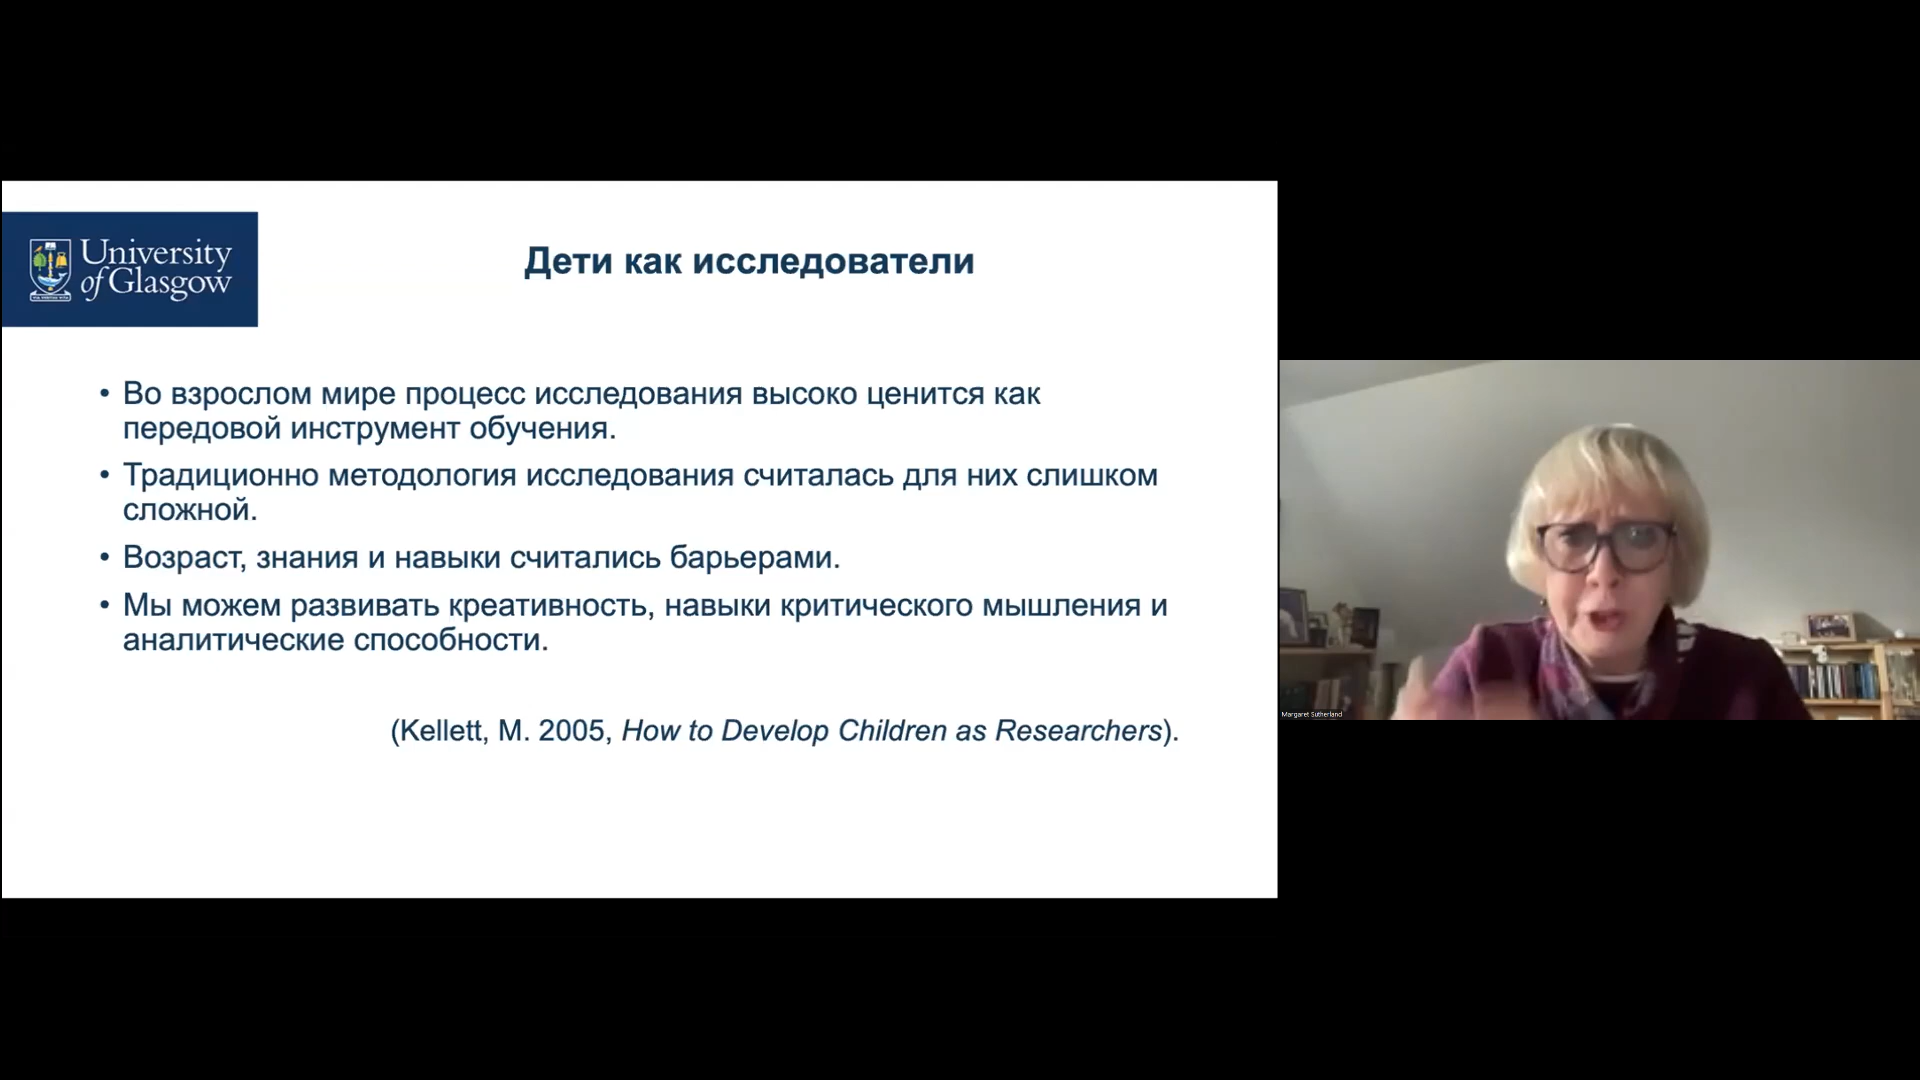 University
of Glasgow
Дети как исследователи
• Во взрослом мире процесс исследования высоко ценится как
передовой инструмент обучения.
• Традиционно методология исследования считалась для них слишком
сложной.
• Возраст, знания и навыки считались барьерами.
• Мы можем развивать креативность, навыки критического мышления и
аналитические способности.
(Kellett, M. 2005, How to Develop Children as Researchers).
Margaret Sutherland